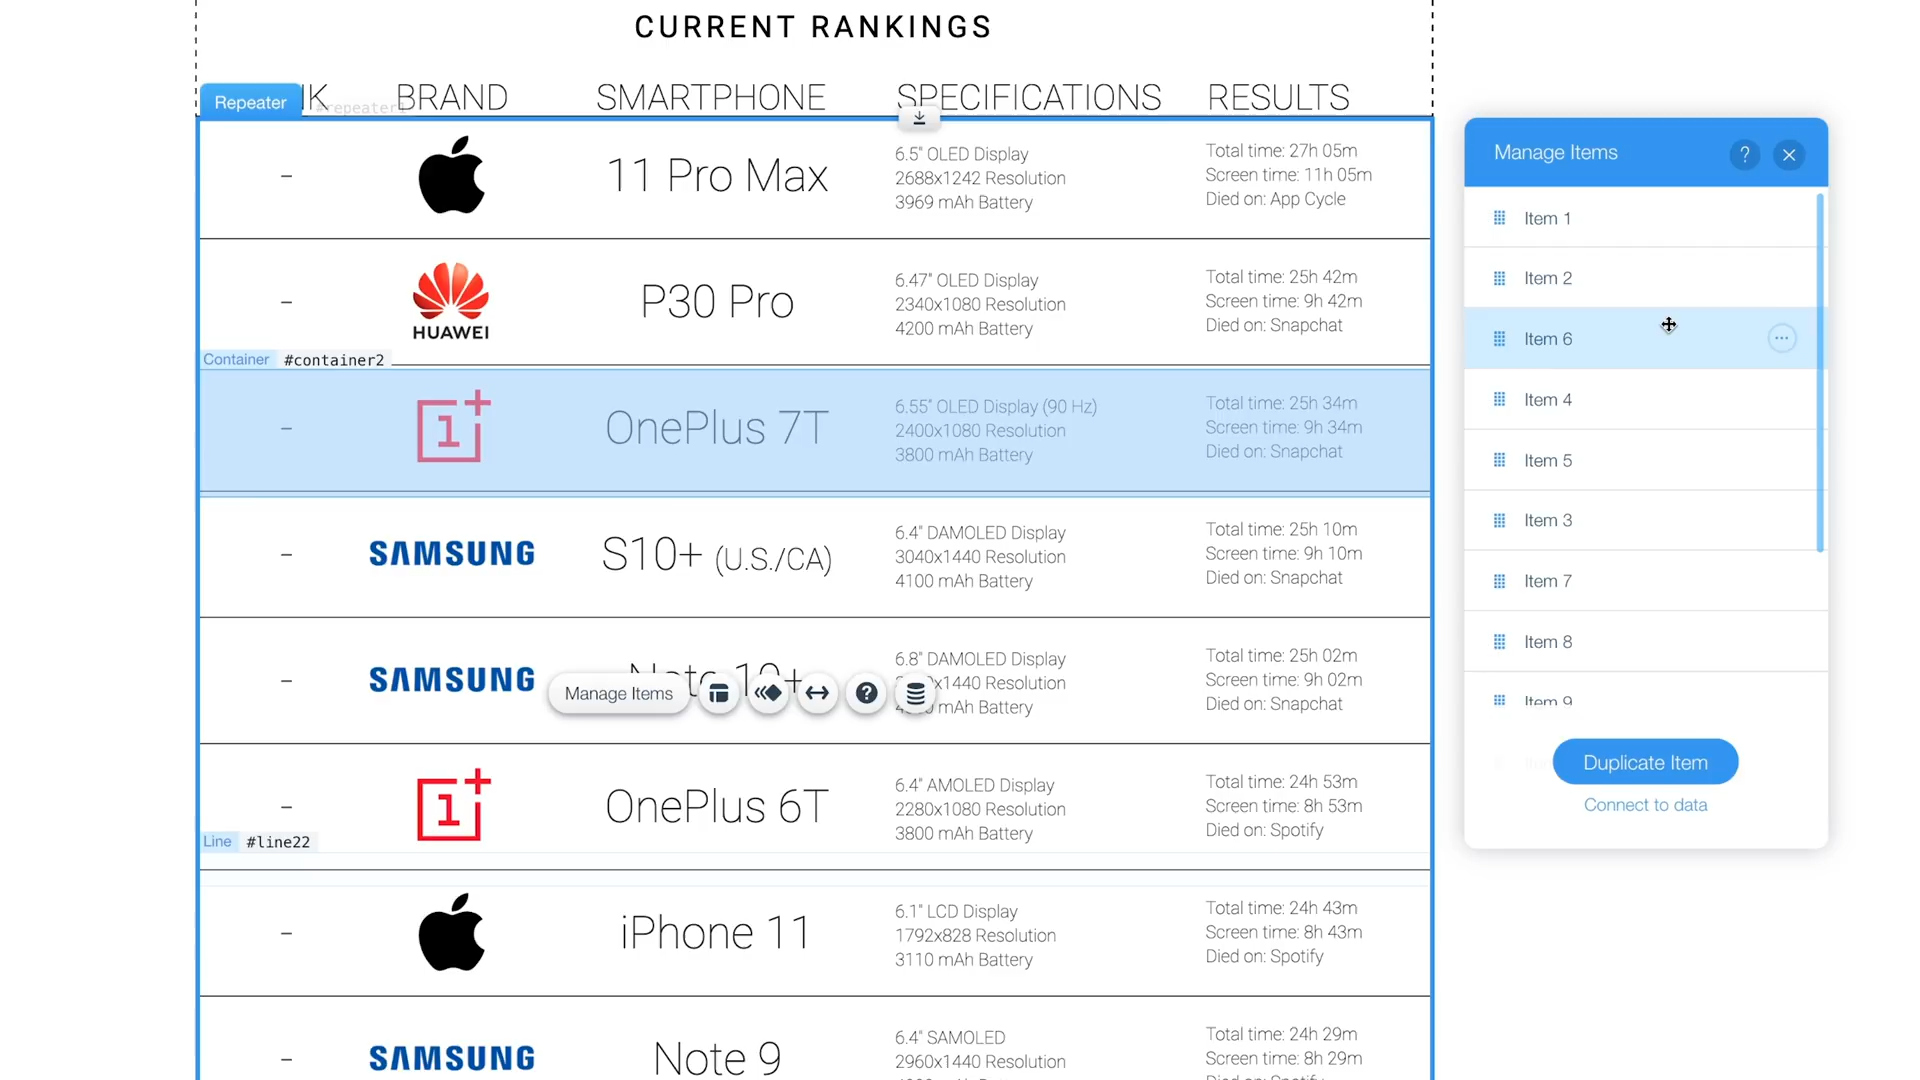 CURRENT RANKINGS
Repeater
#repeater1
BRAND
SMARTPHONE
SPECIFICATIONS
RESULTS
–
11 Pro Max
6.5" OLED Display
2688x1242 Resolution
3969 mAh Battery
Total time: 27h 05m
Screen time: 11h 05m
Died on: App Cycle
–
HUAWEI
P30 Pro
6.47" OLED Display
2340x1080 Resolution
4200 mAh Battery
Total time: 25h 42m
Screen time: 9h 42m
Died on: Snapchat
Container #container2
–
1+
OnePlus 7T
6.55" OLED Display (90 Hz)
2400x1080 Resolution
3800 mAh Battery
Total time: 25h 34m
Screen time: 9h 34m
Died on: Snapchat
–
SAMSUNG
S10+ (U.S./CA)
6.4" DAMOLED Display
3040x1440 Resolution
4100 mAh Battery
Total time: 25h 10m
Screen time: 9h 10m
Died on: Snapchat
–
SAMSUNG
Note 10+
6.8" DAMOLED Display
x1440 Resolution
mAh Battery
Total time: 25h 02m
Screen time: 9h 02m
Died on: Snapchat
Manage Items
?
–
1+
OnePlus 6T
6.4" AMOLED Display
2280x1080 Resolution
3800 mAh Battery
Total time: 24h 53m
Screen time: 8h 53m
Died on: Spotify
Line #line22
–
iPhone 11
6.1" LCD Display
1792x828 Resolution
3110 mAh Battery
Total time: 24h 43m
Screen time: 8h 43m
Died on: Spotify
–
SAMSUNG
Note 9
6.4" SAMOLED
2960x1440 Resolution
Total time: 24h 29m
Screen time: 8h 29m
Manage Items
?
Item 1
Item 2
Item 6
Item 4
Item 5
Item 3
Item 7
Item 8
Item 9
Duplicate Item
Connect to data